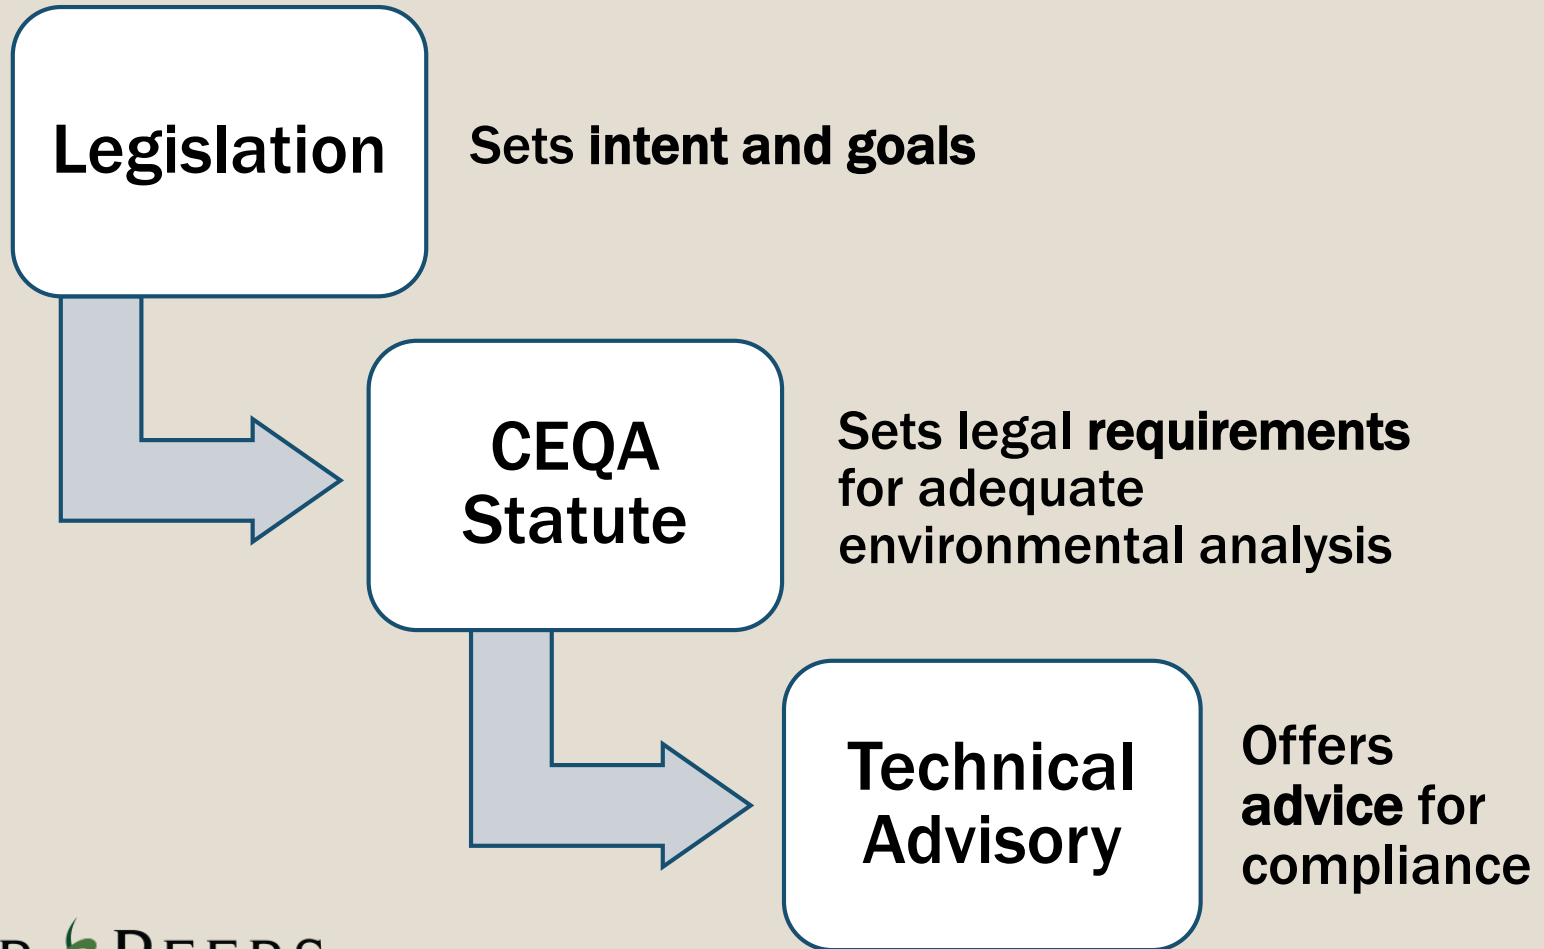 Legislation
Sets intent and goals
CEQA
Statute
Sets legal requirements
for adequate
environmental analysis
Technical
Advisory
Offers
advice for
compliance